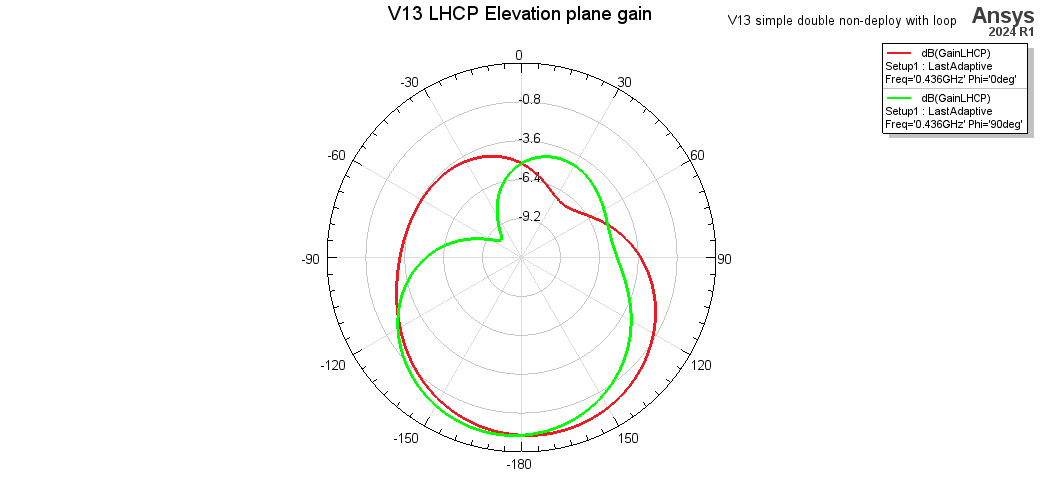 V13 LHCP Elevation plane gain
V13 simple double non-deploy with loop
Ansys
2024 R1
dB(GainLHCP)
Setup1 : LastAdaptive
Freq='0.436GHz' Phi='0deg'
dB(GainLHCP)
Setup1 : LastAdaptive
Freq='0.436GHz' Phi='90deg'
0
-30
30
-0.8
-3.6
-60
60
-6.4
-9.2
-90
90
-120
120
-150
150
-180